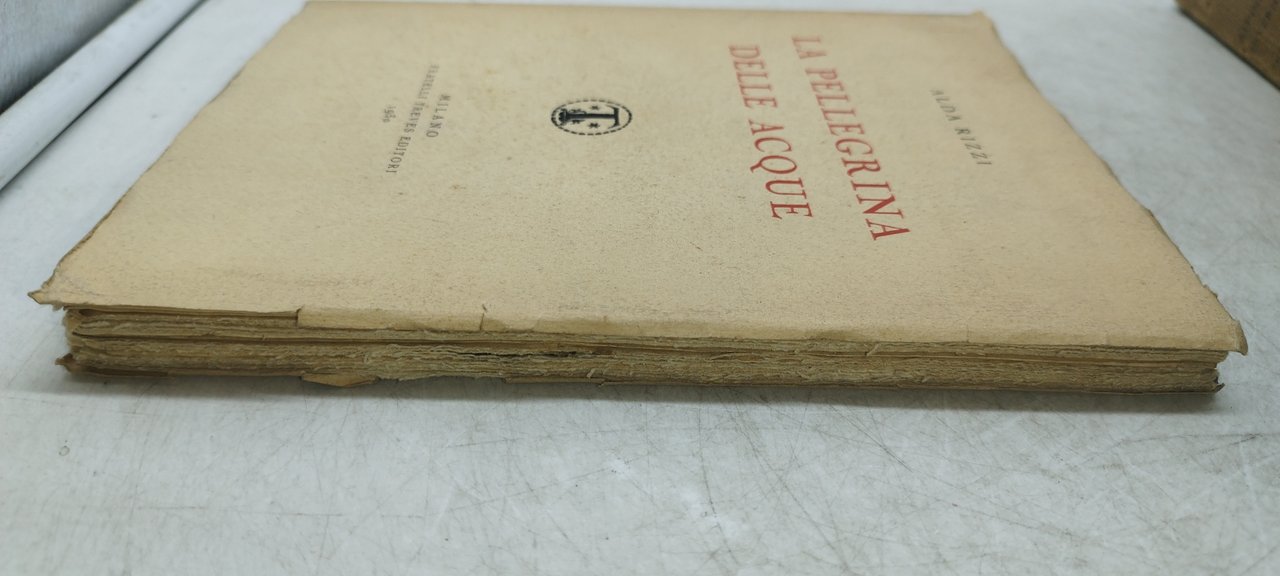 ALDA RIZZI
LA PELLEGRINA
DELLE ACQUE
T
MILANO
FRATELLI TREVES EDITORI